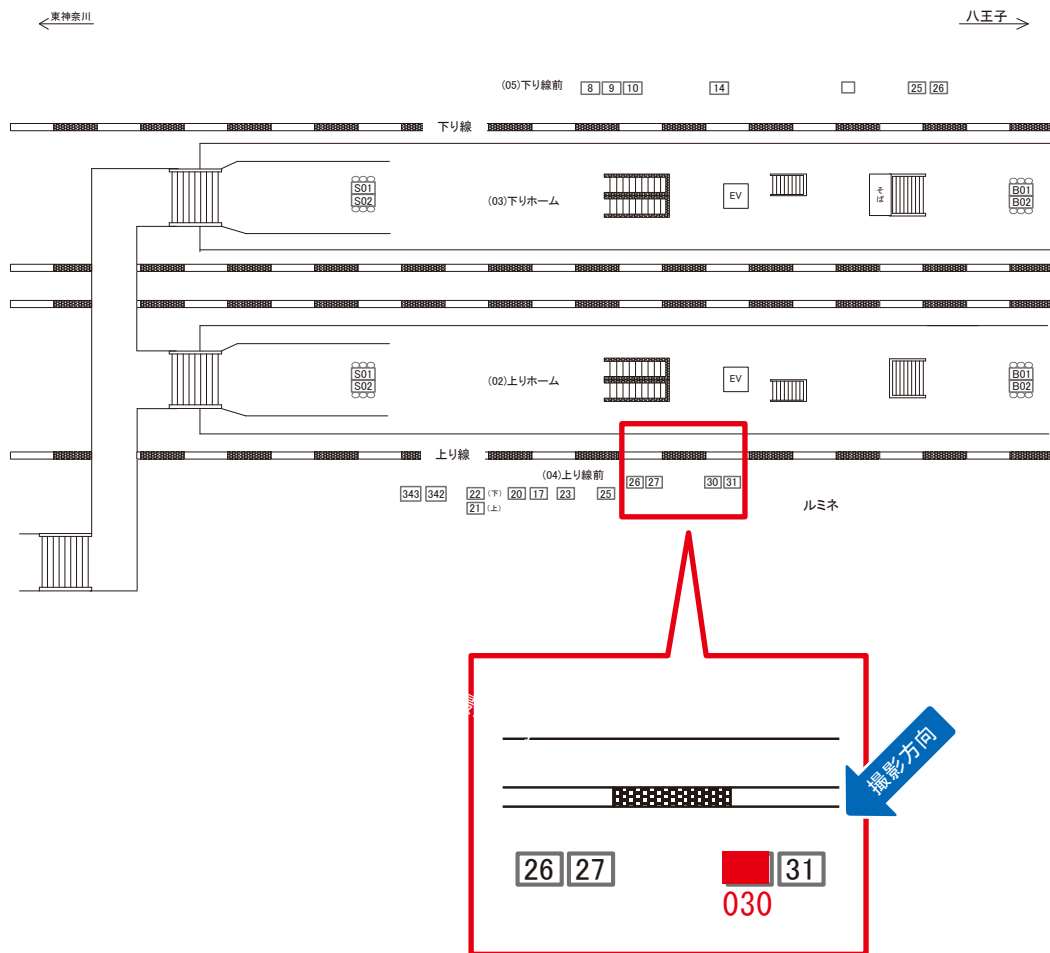 東神奈川
八王子
(05)下り線前 8 9 10 14 25 26
下り線
S01
S02
(03)下りホーム
EV
そば
B01
B02
S01
S02
(02)上りホーム
EV
B01
B02
上り線
(04)上り線前
26 27 30 31
343 342 22 (下) 20 17 23 25
21 (上)
ルミネ
撮影方向
26 27 31
030